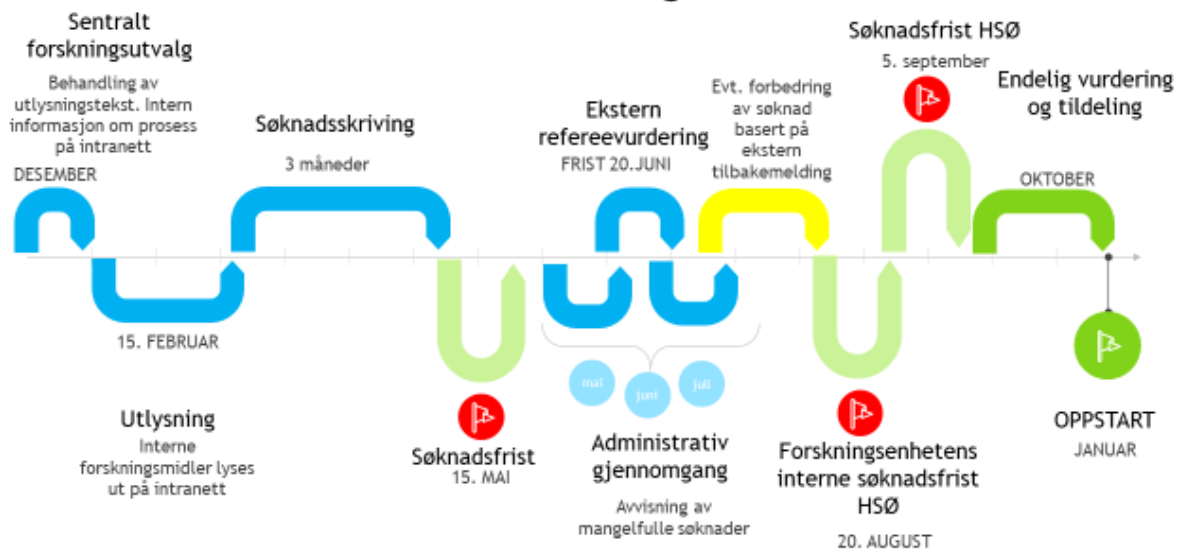 Sentralt
forskningsutvalg
Behandling av
utlysningstekst. Intern
informasjon om prosess
på intranett
DESEMBER
15. FEBRUAR
Utlysning
Interne
forskningsmidler lyses
ut på intranett
Søknadsskriving
3 måneder
Søknadsfrist
15. MAI
Ekstern
refereevurdering
FRIST 20.JUNI
mai
juni
juli
Administrativ
gjennomgang
Avvisning av
mangelfulle søknader
Evt. forbedring
av søknad
basert på
ekstern
tilbakemelding
Forskningsenhetens
interne søknadsfrist
HSØ
20. AUGUST
Søknadsfrist HSØ
5. september
Endelig vurdering
og tildeling
OKTOBER
OPPSTART
JANUAR